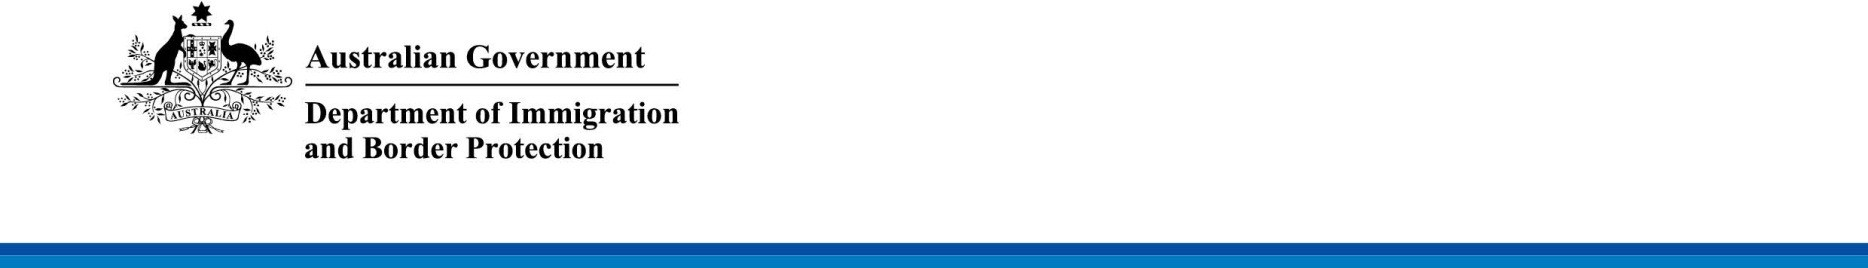 Australian Government
Department of Immigration
and Border Protection
AUSTRALIA